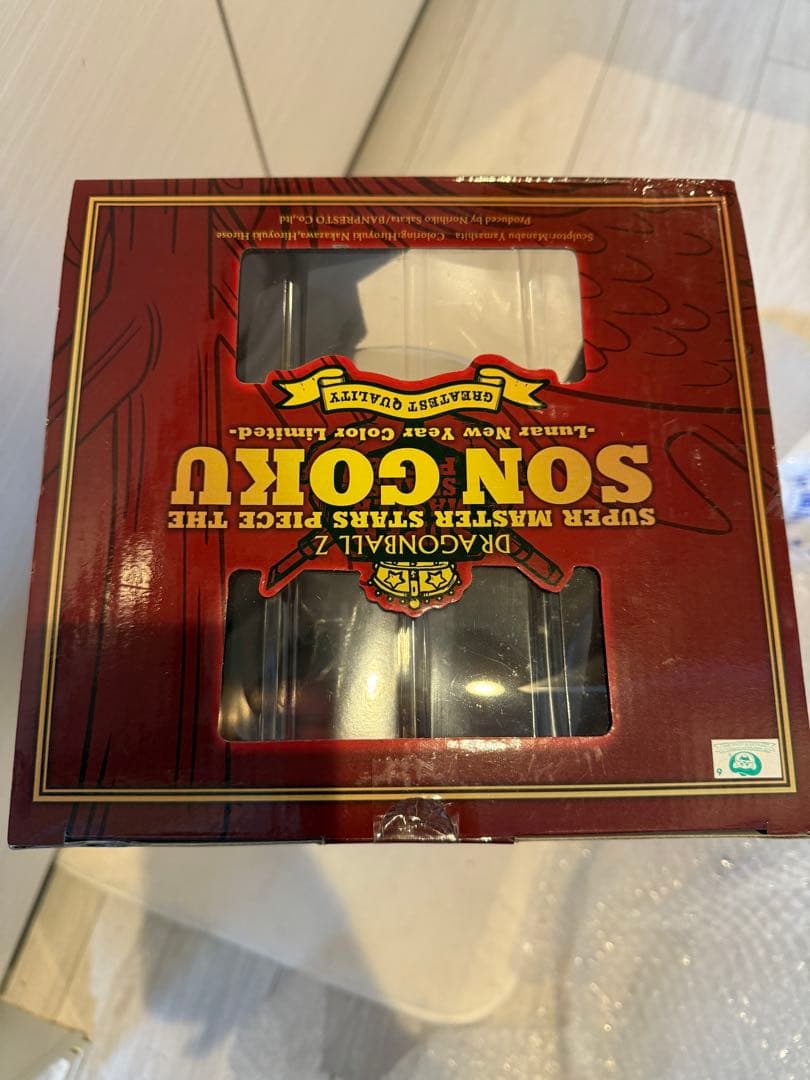 DRAGONBALL Z
SUPER MASTER STARS PIECE THE
SON GOKU
-Lunar New Year Color Limited-
GREATEST QUALITY
Sculptor:Manabu Yamashita Coloring:Hiroyuki Nakazawa,Hiroyuki Hirose
Produced by Norihiko Sakata/BANPRESTO Co.,ltd
9